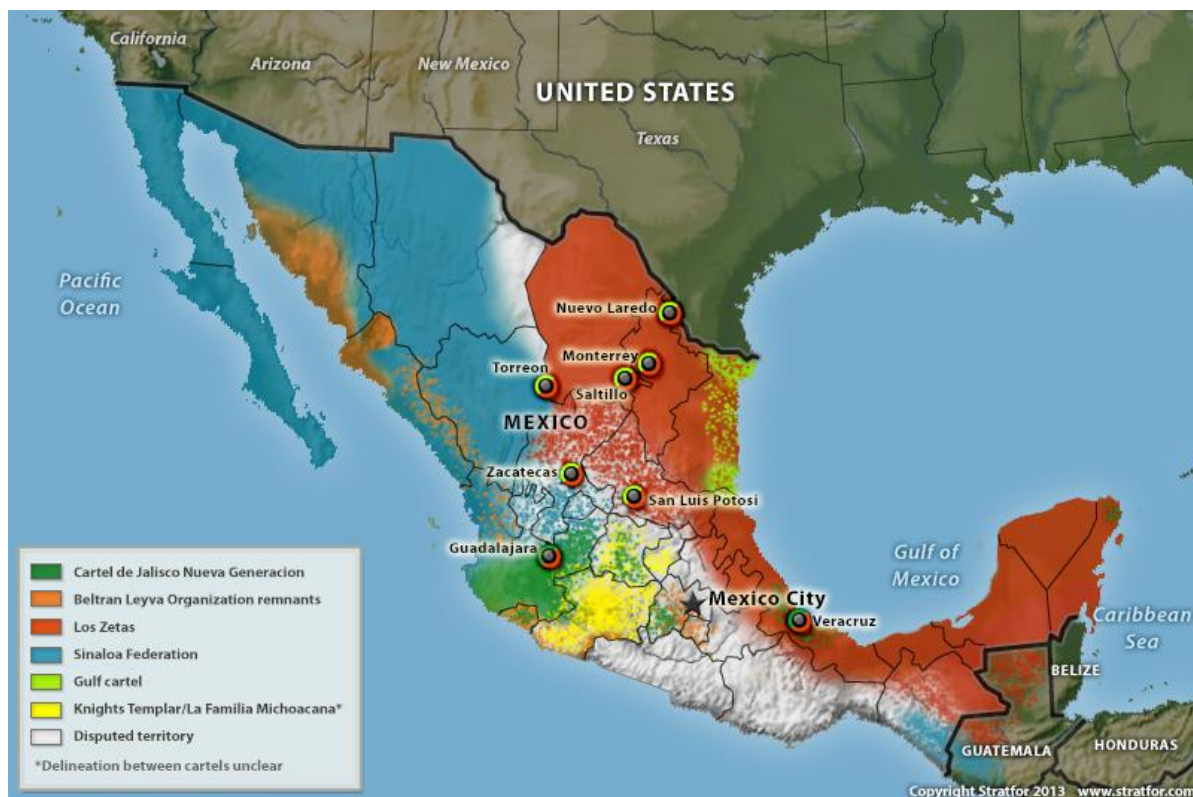 California
Arizona
New Mexico
UNITED STATES
Texas
Pacific
Ocean
Nuevo Laredo
Monterrey
Torreon
Saltillo
MEXICO
Zacatecas
San Luis Potosi
Guadalajara
Gulf of
Mexico
Mexico City
Veracruz
Caribbean
Sea
BELIZE
GUATEMALA
HONDURAS
Cartel de Jalisco Nueva Generacion
Beltran Leyva Organization remnants
Los Zetas
Sinaloa Federation
Gulf cartel
Knights Templar/La Familia Michoacana*
Disputed territory
*Delineation between cartels unclear
Copyright Stratfor 2013 www.stratfor.com